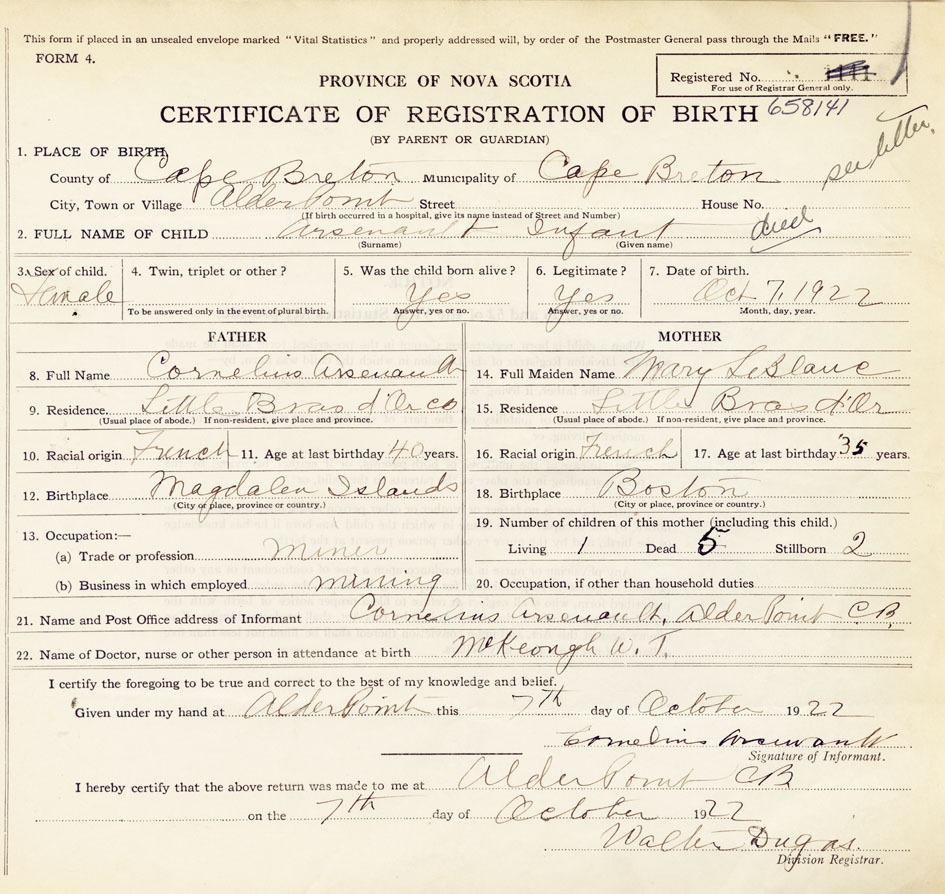 This form if placed in an unsealed envelope marked "Vital Statistics" and properly addressed will, by order of the Postmaster General pass through the Mails "FREE."
FORM 4.
PROVINCE OF NOVA SCOTIA
Registered No.
For use of Registrar General only.
CERTIFICATE OF REGISTRATION OF BIRTH 658141
(BY PARENT OR GUARDIAN)
see letter.
1. PLACE OF BIRTH,
County of Cape Breton Municipality of Cape Breton
City, Town or Village Alder Point Street House No.
(If birth occurred in a hospital, give its name instead of Street and Number)
2. FULL NAME OF CHILD Arsenault Infant died
(Surname) (Given name)
3. Sex of child. 4. Twin, triplet or other? 5. Was the child born alive? 6. Legitimate? 7. Date of birth.
Female Yes Yes Oct 7, 1922
To be answered only in the event of plural birth. Answer, yes or no. Answer, yes or no. Month, day, year.
FATHER MOTHER
8. Full Name Cornelius Arsenault 14. Full Maiden Name Mary LeBlanc
9. Residence. Little Bras d'Or CB 15. Residence Little Bras d'Or
(Usual place of abode.) If non-resident, give place and province. (Usual place of abode.) If non-resident, give place and province.
10. Racial origin French 11. Age at last birthday 40 years. 16. Racial origin French 17. Age at last birthday 35 years.
12. Birthplace Magdalen Islands 18. Birthplace Boston
(City or place, province or country.) (City or place, province or country.)
13. Occupation:— 19. Number of children of this mother (including this child.)
(a) Trade or profession Miner Living 1 Dead 5 Stillborn 2
(b) Business in which employed mining 20. Occupation, if other than household duties
21. Name and Post Office address of Informant Cornelius Arsenault, Alder Point C.B.
22. Name of Doctor, nurse or other person in attendance at birth McKeough W. T.
I certify the foregoing to be true and correct to the best of my knowledge and belief.
Given under my hand at Alder Point this 7th day of October 1922
Cornelius Arsenault
Signature of Informant.
I hereby certify that the above return was made to me at Alder Point CB
on the 7th day of October 1922
Walter Dugas.
Division Registrar.